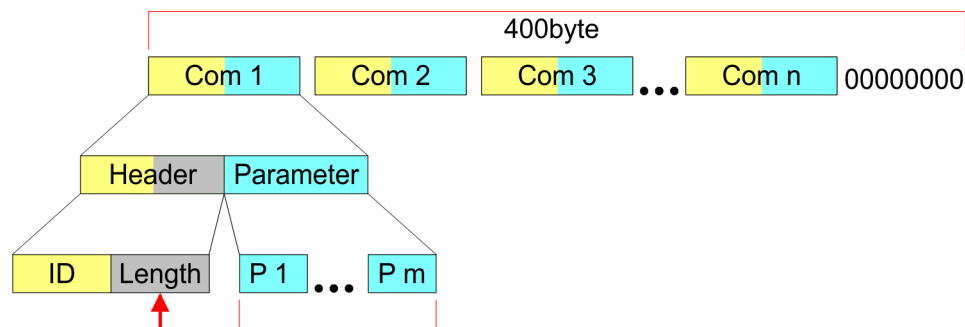 400byte
Com 1 Com 2 Com 3 ●●● Com n 00000000
Header Parameter
ID Length P 1 ●●● P m